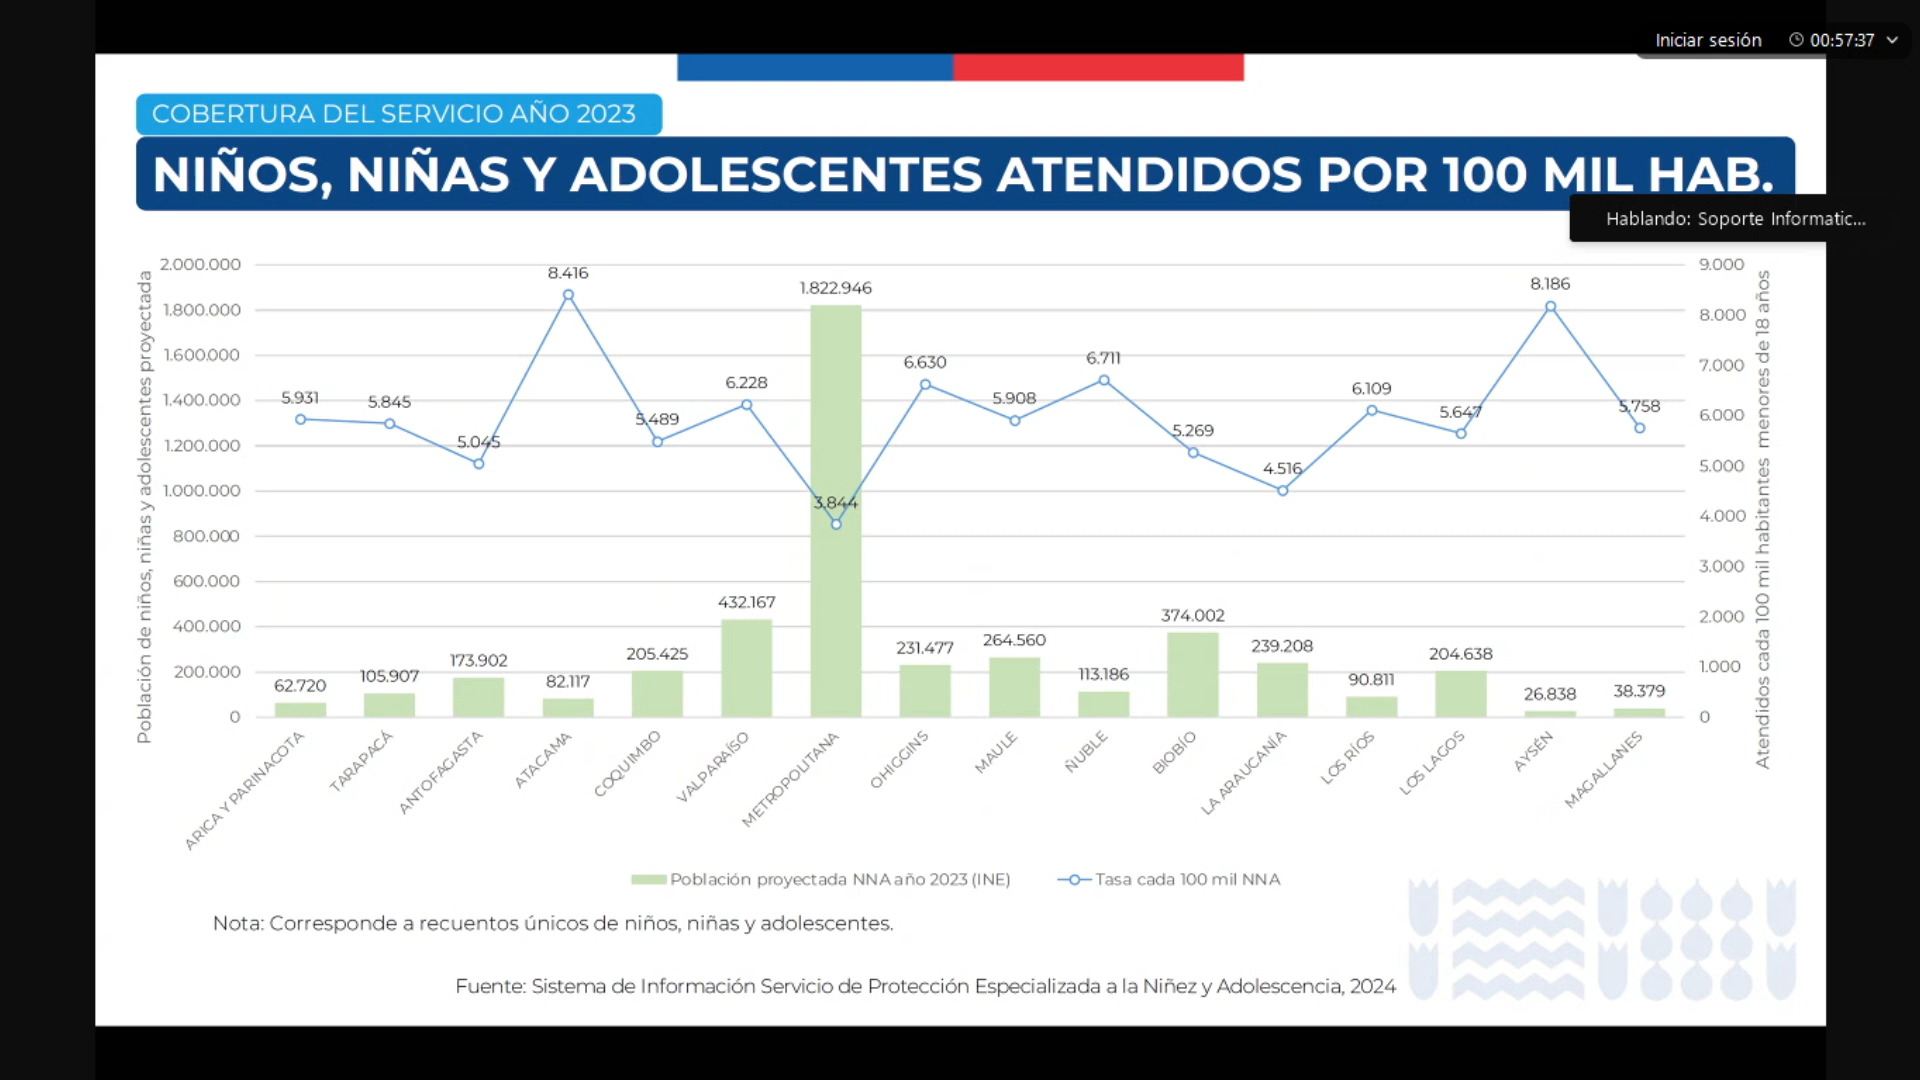 Iniciar sesión 00:57:37
COBERTURA DEL SERVICIO AÑO 2023
NIÑOS, NIÑAS Y ADOLESCENTES ATENDIDOS POR 100 MIL HAB.
Hablando: Soporte Informatic...
Población de niños, niñas y adolescentes proyectada
2.000.000
1.800.000
1.600.000
1.400.000
1.200.000
1.000.000
800.000
600.000
400.000
200.000
0
5.931
5.845
5.045
8.416
5.489
6.228
3.844
6.630
5.908
6.711
5.269
4.516
6.109
5.647
8.186
5.758
62.720
105.907
173.902
82.117
205.425
432.167
1.822.946
231.477
264.560
113.186
374.002
239.208
90.811
204.638
26.838
38.379
9.000
8.000
7.000
6.000
5.000
4.000
3.000
2.000
1.000
0
Atendidos cada 100 mil habitantes menores de 18 años
ARICA Y PARINACOTA
TARAPACÁ
ANTOFAGASTA
ATACAMA
COQUIMBO
VALPARAÍSO
METROPOLITANA
OHIGGINS
MAULE
ÑUBLE
BIOBÍO
LA ARAUCANÍA
LOS RÍOS
LOS LAGOS
AYSÉN
MAGALLANES
Población proyectada NNA año 2023 (INE) Tasa cada 100 mil NNA
Nota: Corresponde a recuentos únicos de niños, niñas y adolescentes.
Fuente: Sistema de Información Servicio de Protección Especializada a la Niñez y Adolescencia, 2024